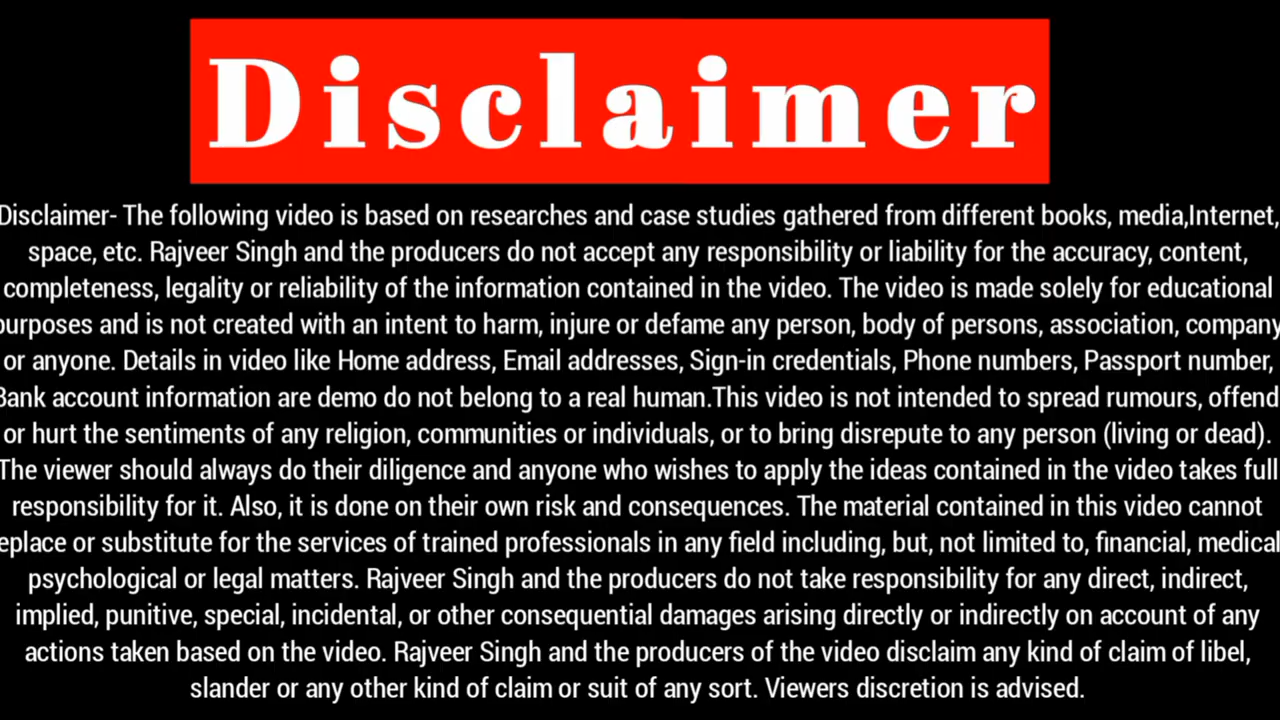 Disclaimer
Disclaimer- The following video is based on researches and case studies gathered from different books, media,Internet,
space, etc. Rajveer Singh and the producers do not accept any responsibility or liability for the accuracy, content,
completeness, legality or reliability of the information contained in the video. The video is made solely for educational
purposes and is not created with an intent to harm, injure or defame any person, body of persons, association, company
or anyone. Details in video like Home address, Email addresses, Sign-in credentials, Phone numbers, Passport number,
Bank account information are demo do not belong to a real human.This video is not intended to spread rumours, offend
or hurt the sentiments of any religion, communities or individuals, or to bring disrepute to any person (living or dead).
The viewer should always do their diligence and anyone who wishes to apply the ideas contained in the video takes full
responsibility for it. Also, it is done on their own risk and consequences. The material contained in this video cannot
eplace or substitute for the services of trained professionals in any field including, but, not limited to, financial, medical
psychological or legal matters. Rajveer Singh and the producers do not take responsibility for any direct, indirect,
implied, punitive, special, incidental, or other consequential damages arising directly or indirectly on account of any
actions taken based on the video. Rajveer Singh and the producers of the video disclaim any kind of claim of libel,
slander or any other kind of claim or suit of any sort. Viewers discretion is advised.